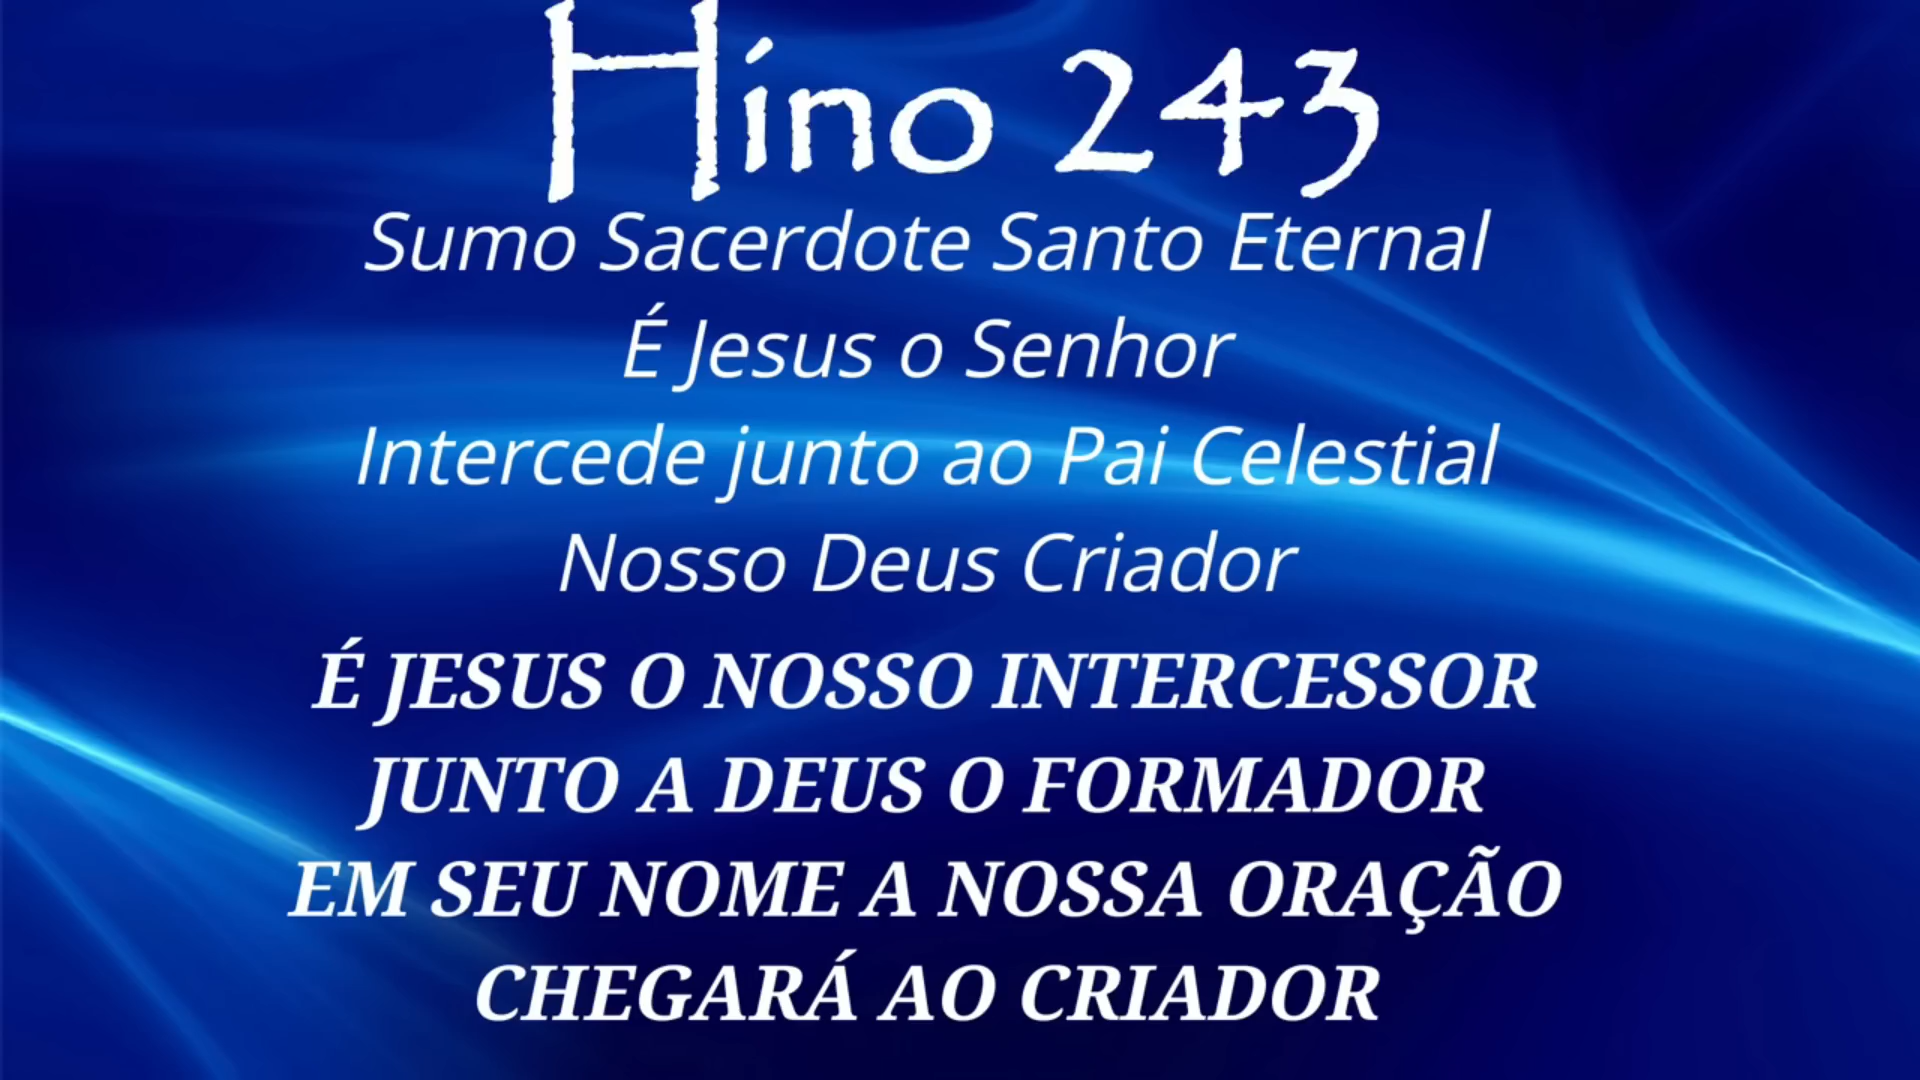 Hino 243
Sumo Sacerdote Santo Eternal
É Jesus o Senhor
Intercede junto ao Pai Celestial
Nosso Deus Criador
É JESUS O NOSSO INTERCESSOR
JUNTO A DEUS O FORMADOR
EM SEU NOME A NOSSA ORAÇÃO
CHEGARÁ AO CRIADOR